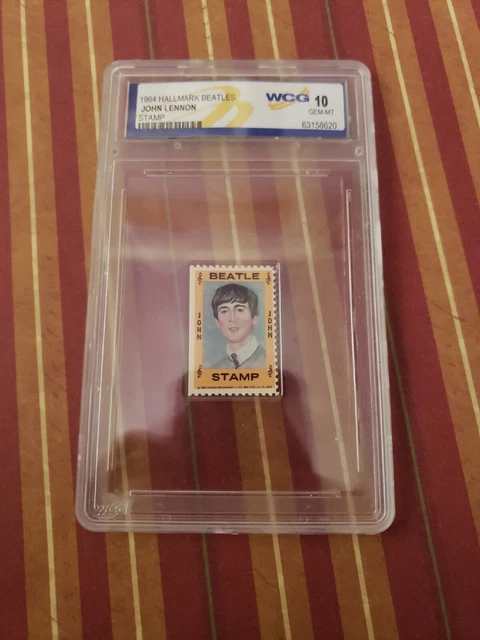 1964 HALLMARK BEATLES
JOHN LENNON
STAMP
WCG 10
GEM-MT
63158620
BEATLE
JOHN
JOHN
STAMP